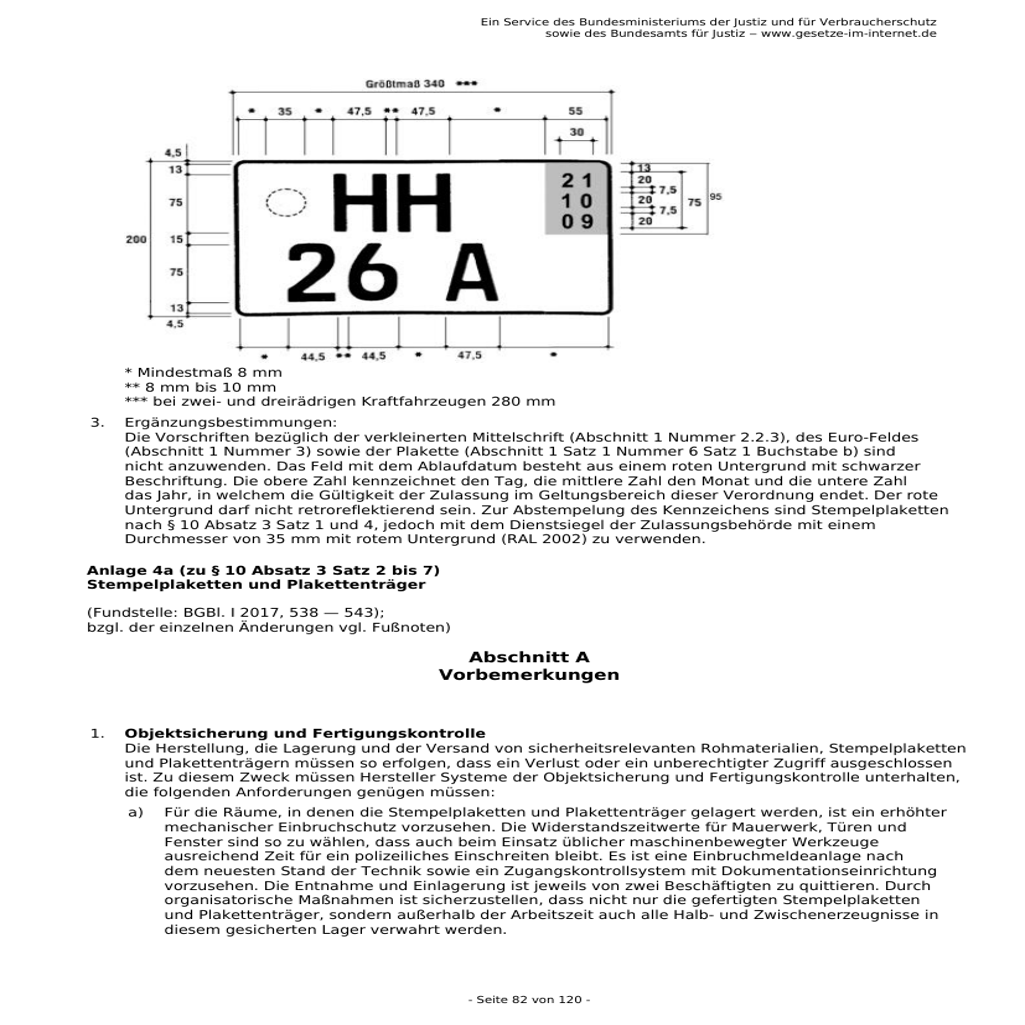 Ein Service des Bundesministeriums der Justiz und für Verbraucherschutz
sowie des Bundesamts für Justiz ‒ www.gesetze-im-internet.de
Größtmaß 340 ***
* 35 * 47,5 ** 47,5 * 55
30
4,5
13
75
200
15
75
13
4,5
HH
26 A
21
10
09
13
20
7,5
20
7,5
20
75
95
* 44,5 ** 44,5 * 47,5 *
* Mindestmaß 8 mm
** 8 mm bis 10 mm
*** bei zwei- und dreirädrigen Kraftfahrzeugen 280 mm
3. Ergänzungsbestimmungen:
Die Vorschriften bezüglich der verkleinerten Mittelschrift (Abschnitt 1 Nummer 2.2.3), des Euro-Feldes
(Abschnitt 1 Nummer 3) sowie der Plakette (Abschnitt 1 Satz 1 Nummer 6 Satz 1 Buchstabe b) sind
nicht anzuwenden. Das Feld mit dem Ablaufdatum besteht aus einem roten Untergrund mit schwarzer
Beschriftung. Die obere Zahl kennzeichnet den Tag, die mittlere Zahl den Monat und die untere Zahl
das Jahr, in welchem die Gültigkeit der Zulassung im Geltungsbereich dieser Verordnung endet. Der rote
Untergrund darf nicht retroreflektierend sein. Zur Abstempelung des Kennzeichens sind Stempelplaketten
nach § 10 Absatz 3 Satz 1 und 4, jedoch mit dem Dienstsiegel der Zulassungsbehörde mit einem
Durchmesser von 35 mm mit rotem Untergrund (RAL 2002) zu verwenden.
Anlage 4a (zu § 10 Absatz 3 Satz 2 bis 7)
Stempelplaketten und Plakettenträger
(Fundstelle: BGBl. I 2017, 538 — 543);
bzgl. der einzelnen Änderungen vgl. Fußnoten)
Abschnitt A
Vorbemerkungen
1. Objektsicherung und Fertigungskontrolle
Die Herstellung, die Lagerung und der Versand von sicherheitsrelevanten Rohmaterialien, Stempelplaketten
und Plakettenträgern müssen so erfolgen, dass ein Verlust oder ein unberechtigter Zugriff ausgeschlossen
ist. Zu diesem Zweck müssen Hersteller Systeme der Objektsicherung und Fertigungskontrolle unterhalten,
die folgenden Anforderungen genügen müssen:
a) Für die Räume, in denen die Stempelplaketten und Plakettenträger gelagert werden, ist ein erhöhter
mechanischer Einbruchschutz vorzusehen. Die Widerstandszeitwerte für Mauerwerk, Türen und
Fenster sind so zu wählen, dass auch beim Einsatz üblicher maschinenbewegter Werkzeuge
ausreichend Zeit für ein polizeiliches Einschreiten bleibt. Es ist eine Einbruchmeldeanlage nach
dem neuesten Stand der Technik sowie ein Zugangskontrollsystem mit Dokumentationseinrichtung
vorzusehen. Die Entnahme und Einlagerung ist jeweils von zwei Beschäftigten zu quittieren. Durch
organisatorische Maßnahmen ist sicherzustellen, dass nicht nur die gefertigten Stempelplaketten
und Plakettenträger, sondern außerhalb der Arbeitszeit auch alle Halb- und Zwischenerzeugnisse in
diesem gesicherten Lager verwahrt werden.
- Seite 82 von 120 -